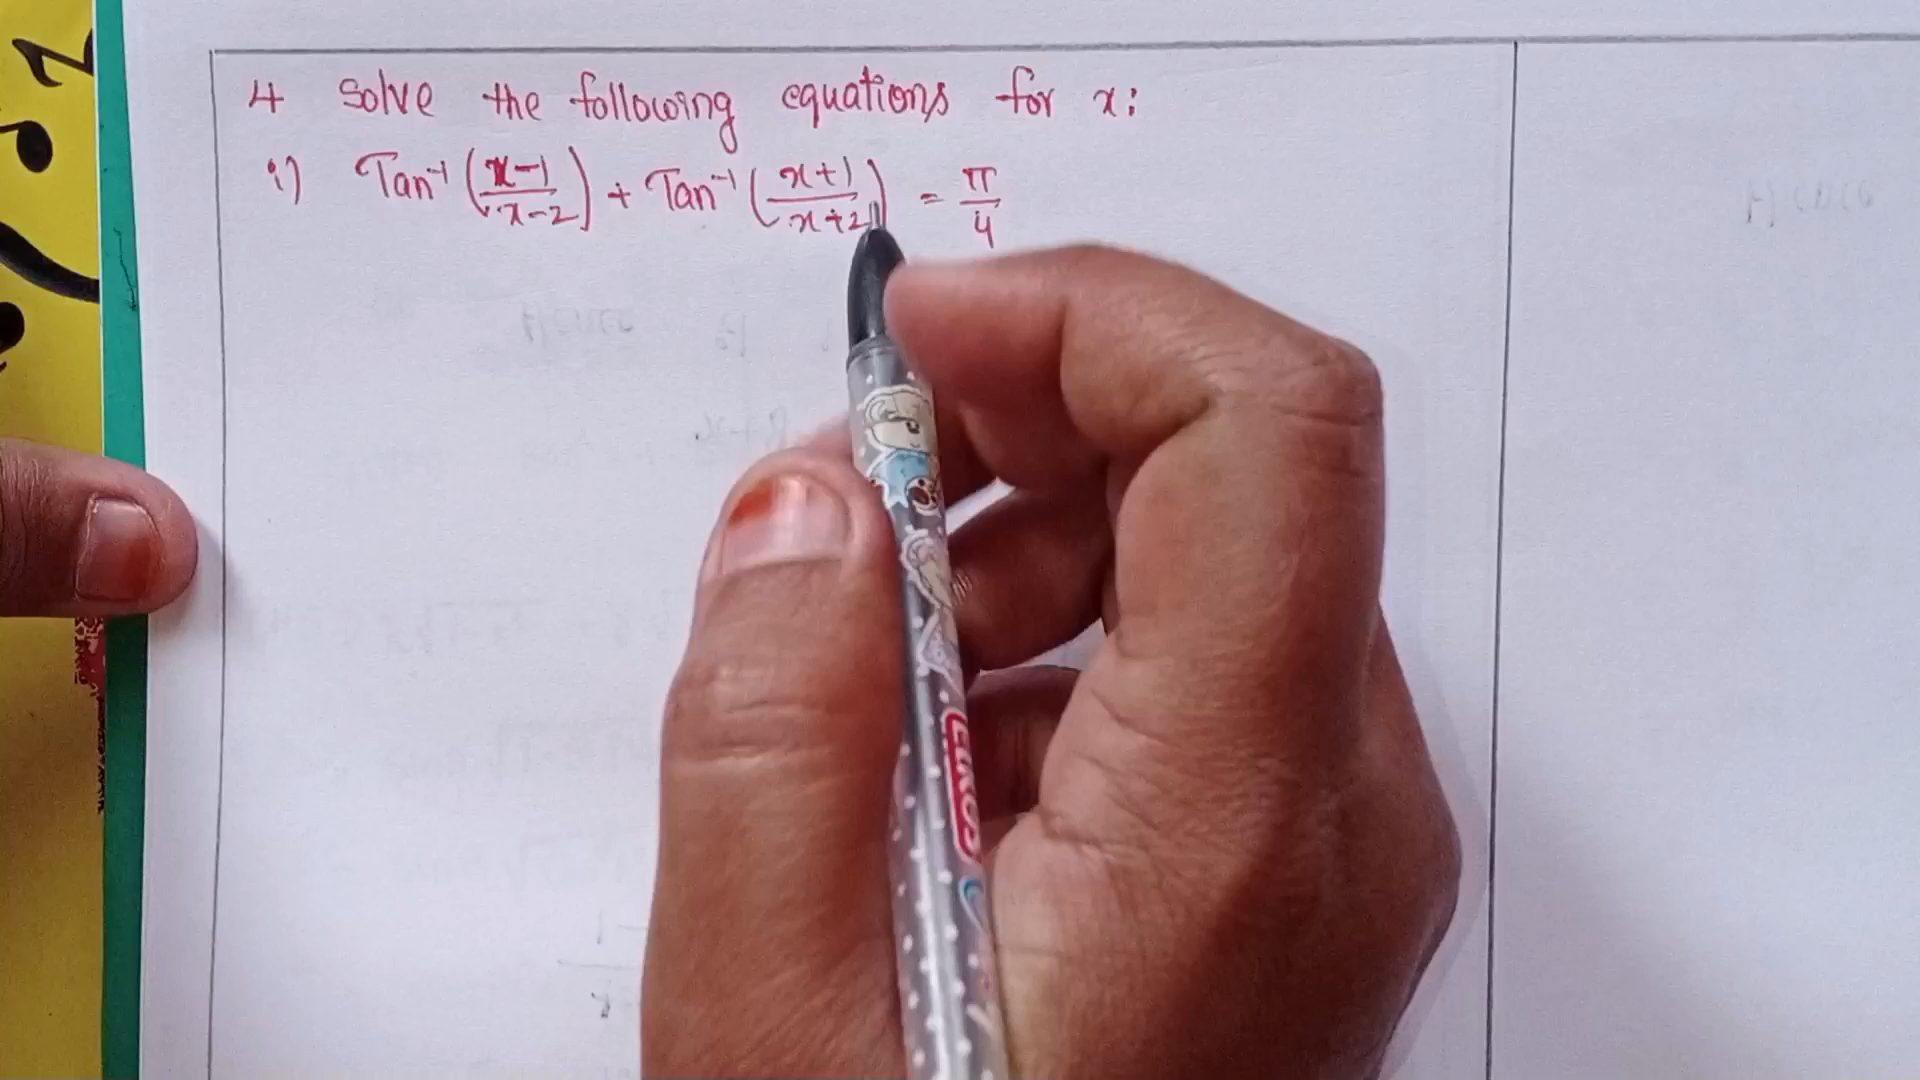 4 Solve the following equations for x:
i) Tan⁻¹ (x-1/x-2) + Tan⁻¹ (x+1/x+2) = π/4